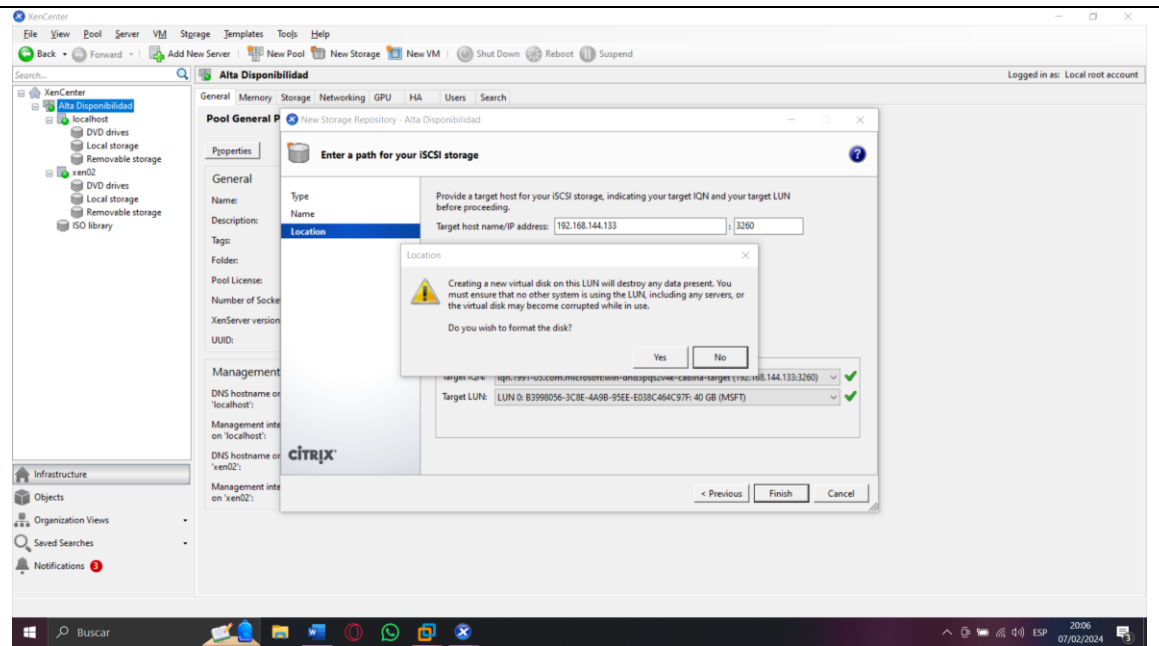 XenCenter
File View Pool Server VM Storage Templates Tools Help
Back Forward Add New Server New Pool New Storage New VM Shut Down Reboot Suspend
Search...
Alta Disponibilidad
Logged in as: Local root account
XenCenter
Alta Disponibilidad
localhost
DVD drives
Local storage
Removable storage
xen02
DVD drives
Local storage
Removable storage
ISO library
General Memory Storage Networking GPU HA Users Search
Pool General P
Properties
General
Name:
Description:
Tags:
Folder:
Pool License:
Number of Socke
XenServer version
UUID:
Management
DNS hostname or
'localhost':
Management inte
on 'localhost':
DNS hostname or
'xen02':
Management inte
on 'xen02':
New Storage Repository - Alta Disponibilidad
Enter a path for your iSCSI storage
?
Type
Name
Location
CITRIX
Provide a target host for your iSCSI storage, indicating your target IQN and your target LUN
before proceeding.
Target host name/IP address: 192.168.144.133 : 3260
Location
Creating a new virtual disk on this LUN will destroy any data present. You
must ensure that no other system is using the LUN, including any servers, or
the virtual disk may become corrupted while in use.
Do you wish to format the disk?
Yes No
Target IQN: (192.168.144.133:3260)
Target LUN: LUN 0: B3998056-3C8E-4A9B-95EE-E038C464C97F: 40 GB (MSFT)
< Previous Finish Cancel
Infrastructure
Objects
Organization Views
Saved Searches
Notifications 3
Buscar
ESP
20:06
07/02/2024
3